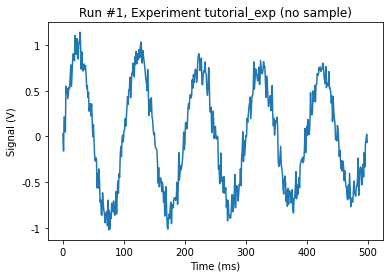 Run #1, Experiment tutorial_exp (no sample)
1
0.5
0
-0.5
-1
Signal (V)
0 100 200 300 400 500
Time (ms)